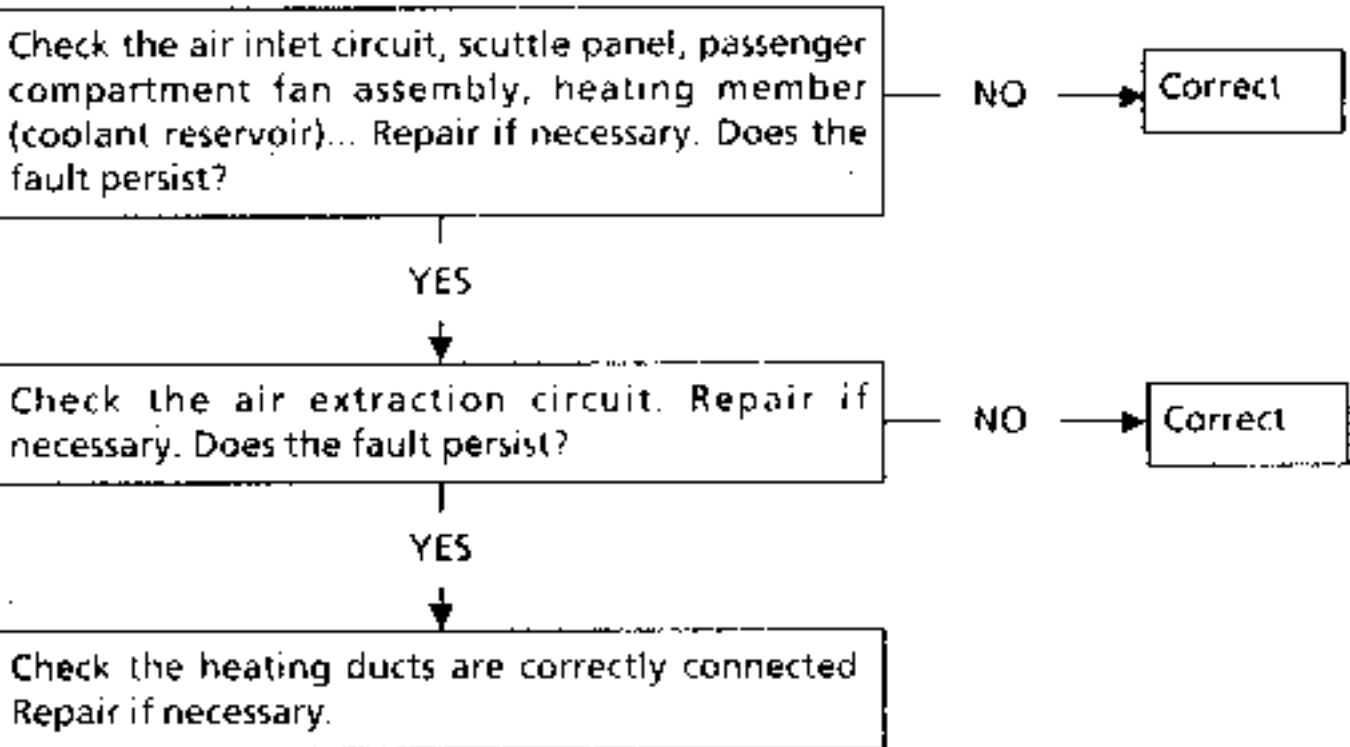 Check the air inlet circuit, scuttle panel, passenger
compartment fan assembly, heating member
(coolant reservoir)... Repair if necessary. Does the
fault persist?
NO
Correct
YES
Check the air extraction circuit. Repair if
necessary. Does the fault persist?
NO
Correct
YES
Check the heating ducts are correctly connected
Repair if necessary.